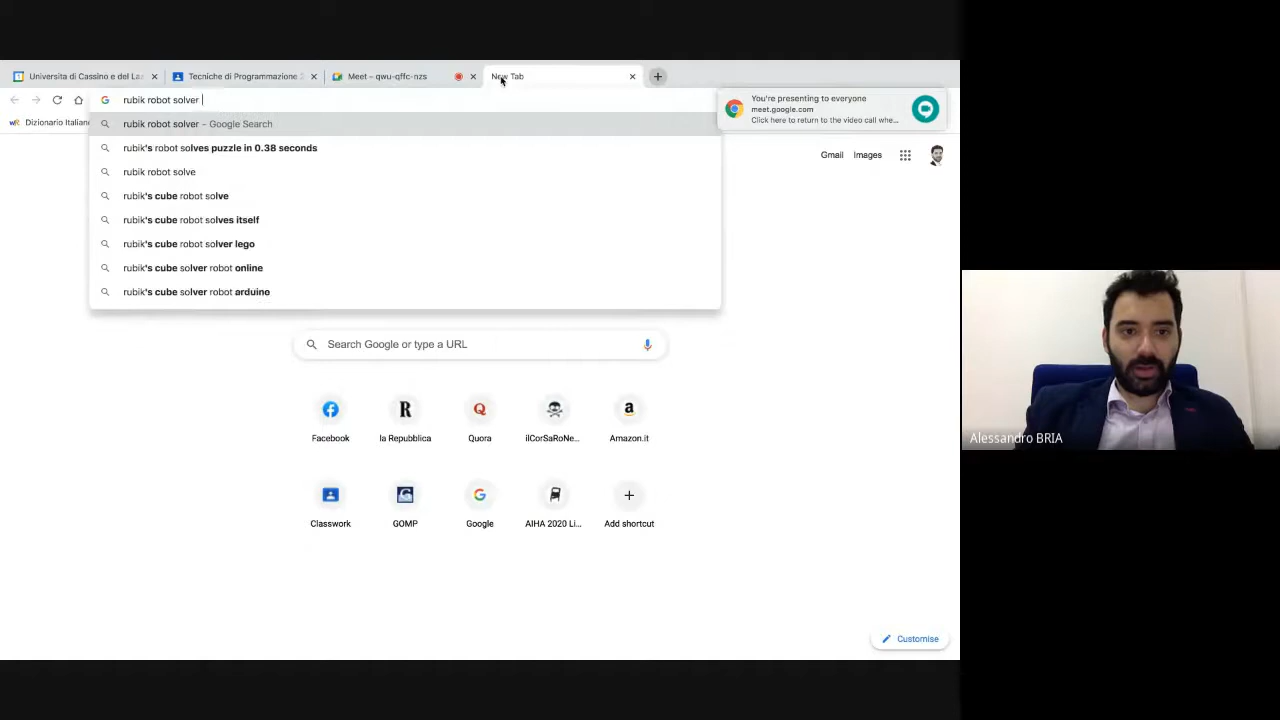 Universita di Cassino e del La
Tecniche di Programmazione
Meet – qwu-qffc-nzs
New Tab
rubik robot solver
You're presenting to everyone
meet.google.com
Click here to return to the video call whe...
Dizionario Italian
rubik robot solver – Google Search
rubik's robot solves puzzle in 0.38 seconds
rubik robot solve
rubik's cube robot solve
rubik's cube robot solves itself
rubik's cube robot solver lego
rubik's cube solver robot online
rubik's cube solver robot arduino
Gmail
Images
Search Google or type a URL
Facebook
la Repubblica
Quora
ilCorSaRoNe...
Amazon.it
Classwork
GOMP
Google
AIHA 2020 Li...
Add shortcut
Customise
Alessandro BRIA